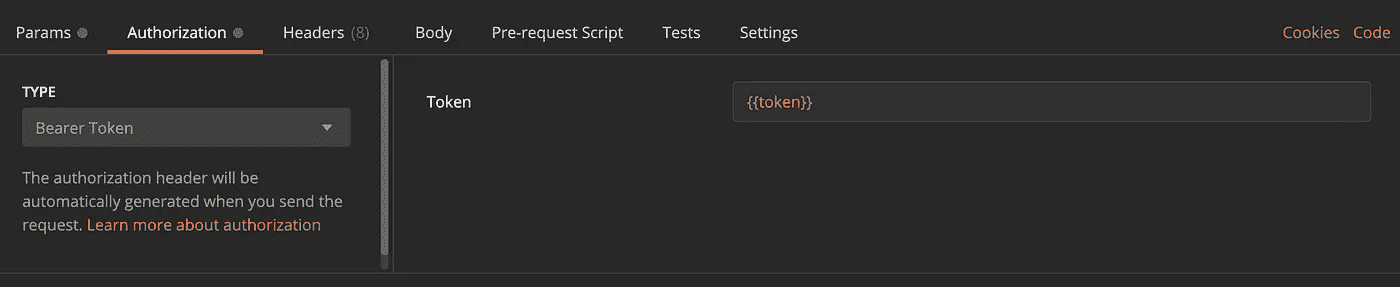 Params Authorization Headers (8) Body Pre-request Script Tests Settings Cookies Code
TYPE
Bearer Token
The authorization header will be
automatically generated when you send the
request. Learn more about authorization
Token
{{token}}